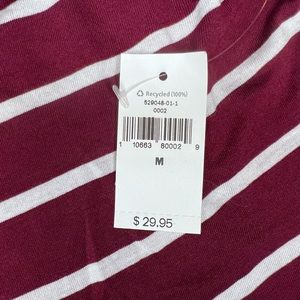 ♲ Recycled (100%)
529048-01-1
0002
1 10663 80002 9
M
$ 29.95